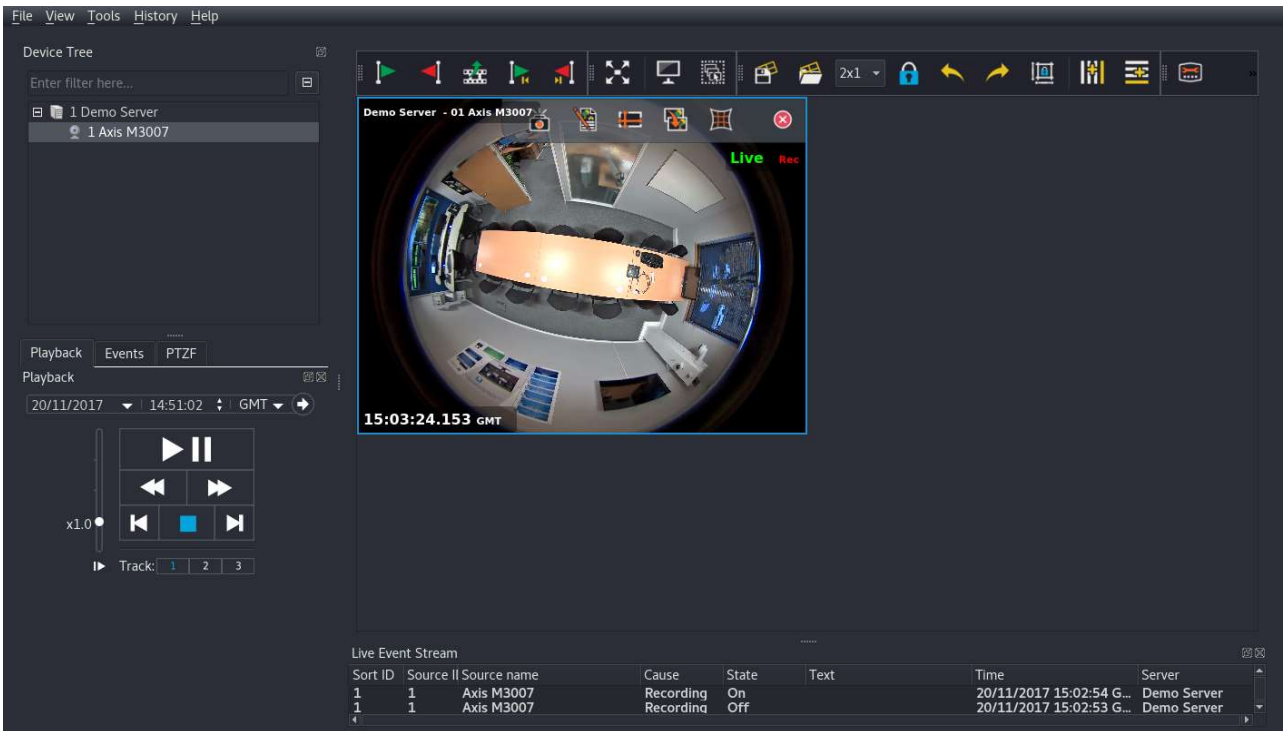 File View Tools History Help
Device Tree
Enter filter here...
1 Demo Server
1 Axis M3007
Playback Events PTZF
Playback
20/11/2017 14:51:02 GMT
x1.0
Track: 1 2 3
2x1
Demo Server - 01 Axis M3007
Live Rec
15:03:24.153 GMT
Live Event Stream
Sort ID Source II Source name Cause State Text Time Server
1 1 Axis M3007 Recording On 20/11/2017 15:02:54 G... Demo Server
1 1 Axis M3007 Recording Off 20/11/2017 15:02:53 G... Demo Server